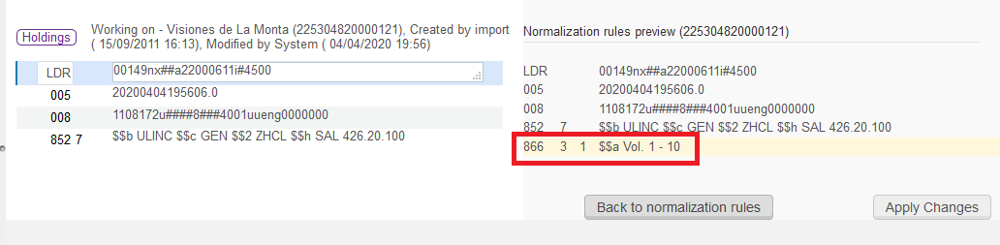 Holdings
Working on - Visiones de La Monta (225304820000121), Created by import
( 15/09/2011 16:13), Modified by System ( 04/04/2020 19:56)
LDR 00149nx##a22000611i#4500
005 20200404195606.0
008 1108172u####8###4001uueng0000000
852 7 $$b ULINC $$c GEN $$2 ZHCL $$h SAL 426.20.100
Normalization rules preview (225304820000121)
LDR 00149nx##a22000611i#4500
005 20200404195606.0
008 1108172u####8###4001uueng0000000
852 7 $$b ULINC $$c GEN $$2 ZHCL $$h SAL 426.20.100
866 3 1 $$a Vol. 1 - 10
Back to normalization rules
Apply Changes